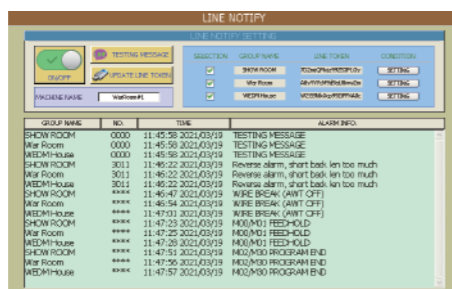 LINE NOTIFY
LINE NOTIFY SETTING
TESTING MESSAGE
SELECTION GROUP NAME LINE TOKEN CONDITION
SHOW ROOM SETTING
ON/OFF UPDATE LINE TOKEN War Room SETTING
WEDM House SETTING
MACHINE NAME WarRoom#1
GROUP NAME NO. TIME ALARM INFO.
SHOW ROOM 0000 11:45:58 2021/03/19 TESTING MESSAGE
War Room 0000 11:45:58 2021/03/19 TESTING MESSAGE
WEDM House 0000 11:45:58 2021/03/19 TESTING MESSAGE
SHOW ROOM 3011 11:46:22 2021/03/19 Reverse alarm, short back len too much
War Room 3011 11:46:22 2021/03/19 Reverse alarm, short back len too much
WEDM House 3011 11:46:22 2021/03/19 Reverse alarm, short back len too much
SHOW ROOM **** 11:46:47 2021/03/19 WIRE BREAK (AWT OFF)
War Room **** 11:46:54 2021/03/19 WIRE BREAK (AWT OFF)
WEDM House **** 11:47:01 2021/03/19 WIRE BREAK (AWT OFF)
SHOW ROOM **** 11:47:23 2021/03/19 M00/M01 FEEDHOLD
War Room **** 11:47:25 2021/03/19 M00/M01 FEEDHOLD
WEDM House **** 11:47:28 2021/03/19 M00/M01 FEEDHOLD
SHOW ROOM **** 11:47:51 2021/03/19 M02/M30 PROGRAM END
War Room **** 11:47:56 2021/03/19 M02/M30 PROGRAM END
WEDM House **** 11:47:57 2021/03/19 M02/M30 PROGRAM END